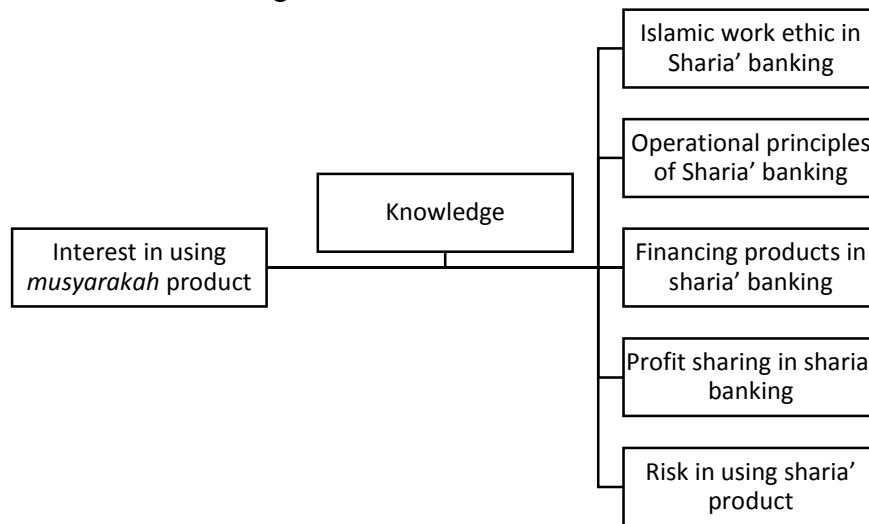 Islamic work ethic in
Sharia’ banking
Operational principles
of Sharia’ banking
Knowledge
Interest in using
musyarakah product
Financing products in
sharia’ banking
Profit sharing in sharia
banking
Risk in using sharia’
product